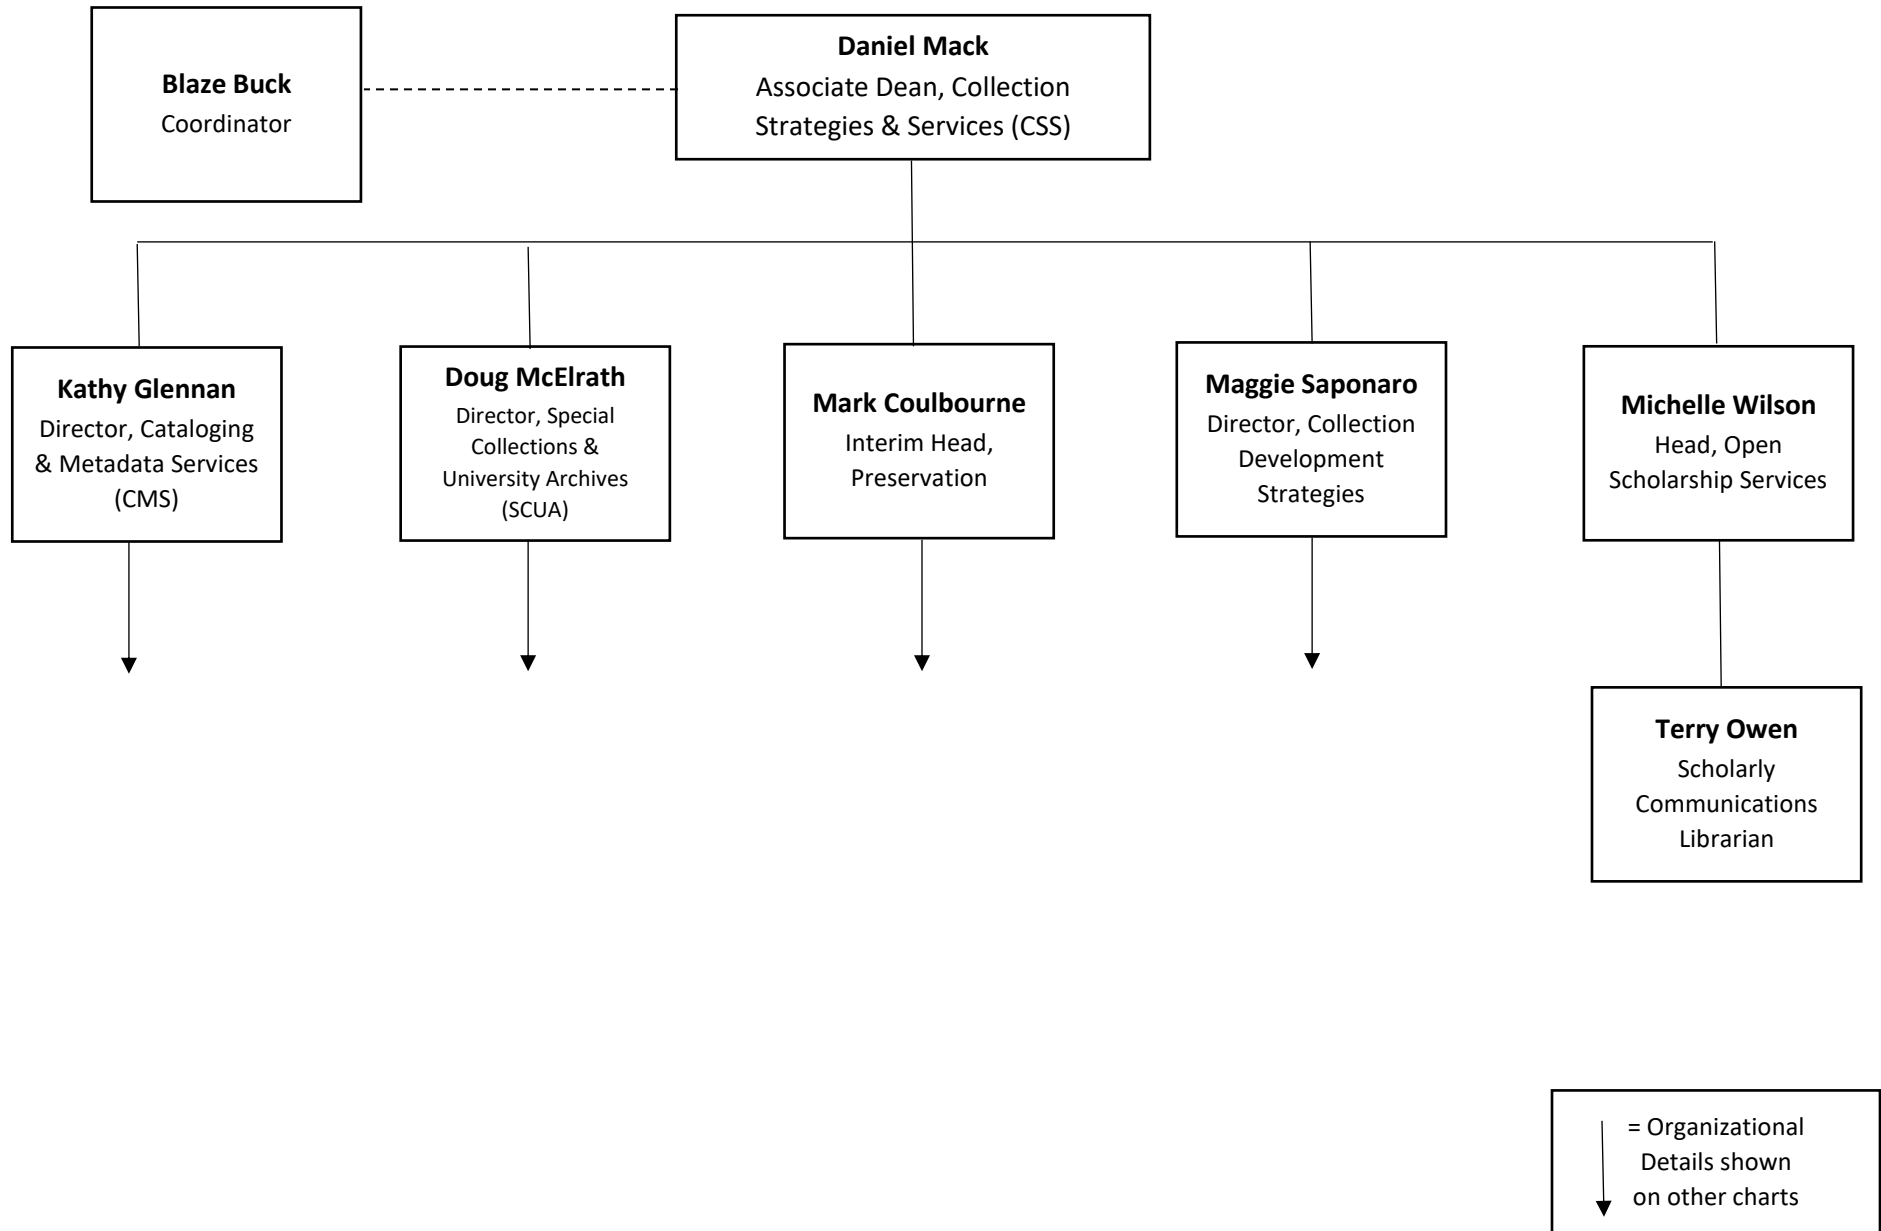 Blaze Buck
Coordinator
Daniel Mack
Associate Dean, Collection
Strategies & Services (CSS)
Kathy Glennan
Director, Cataloging
& Metadata Services
(CMS)
Doug McElrath
Director, Special
Collections &
University Archives
(SCUA)
Mark Coulbourne
Interim Head,
Preservation
Maggie Saponaro
Director, Collection
Development
Strategies
Michelle Wilson
Head, Open
Scholarship Services
Terry Owen
Scholarly
Communications
Librarian
= Organizational
Details shown
on other charts